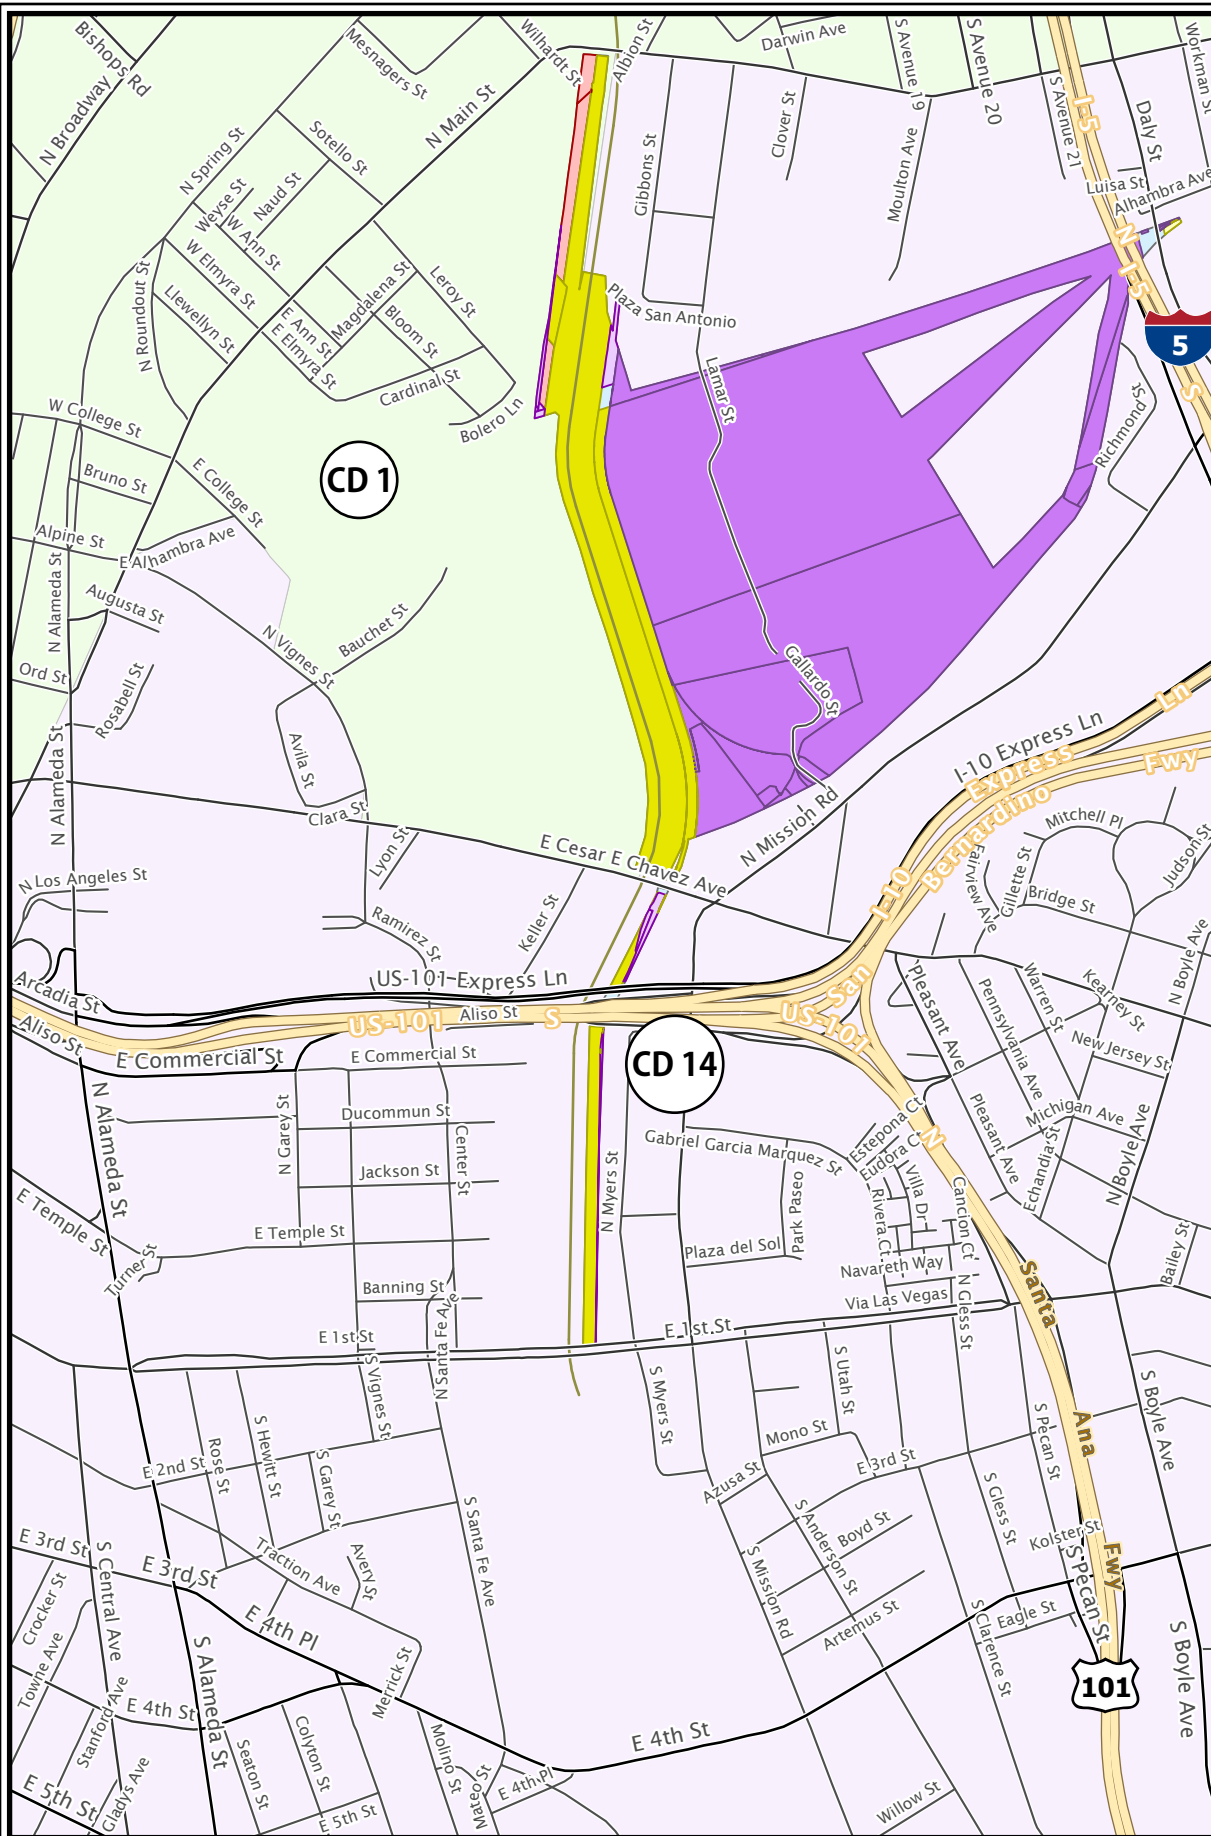 Bishops Rd
N Broadway
Mesnagers St
Wilhardt St
Albion St
Darwin Ave
S Avenue 19
S Avenue 20
I-5
S Avenue 21
Daly St
Workman St
N Main St
N Spring St
Sotello St
Clover St
Gibbons St
Moulton Ave
Luisa St
Alhambra Ave
Weyse St
Naud St
W Ann St
W Elmyra St
N Roundout St
Llewellyn St
E Ann St
E Elmyra St
Magdalena St
Leroy St
Bloom St
Cardinal St
Bolero Ln
Plaza San Antonio
Lamar St
N
I-5
5
S
Richmond St
W College St
Bruno St
E College St
CD 1
Alpine St
E Alhambra Ave
N Alameda St
Augusta St
N Vignes St
Bauchet St
Ord St
Rosabell St
Gallardo St
N Alameda St
Avila St
Clara St
Lyon St
E Cesar E Chavez Ave
N Mission Rd
I-10 Express Ln
Express
Ln
Bernardino
Fwy
Mitchell Pl
Judson St
Fairview Ave
Gillette St
Bridge St
I-10
N Los Angeles St
Ramirez St
Keller St
US-101 Express Ln
Arcadia St
Aliso St
US-101
Aliso St
S
US-101
San
Pleasant Ave
Pennsylvania Ave
Warren St
Kearney St
N Boyle Ave
New Jersey St
E Commercial St
E Commercial St
CD 14
N Alameda St
N Garey St
Ducommun St
Center St
Jackson St
N Myers St
Gabriel Garcia Marquez St
Estepona Ct
Eudora Ct
N
Pleasant Ave
Michigan Ave
Echandia St
N Boyle Ave
E Temple St
Turner St
E Temple St
Park Paseo
Plaza del Sol
Rivera Ct
Villa Dr
Cancion Ct
Navareth Way
Via Las Vegas
N Gless St
Santa
Bailey St
Banning St
N Santa Fe Ave
E 1st St
E 1st St
S Vignes St
S Myers St
S Utah St
S Pecan St
Ana
S Boyle Ave
Rose St
S Hewitt St
S Garey St
E 2nd St
Mono St
E 3rd St
Azusa St
S Anderson St
Boyd St
S Gless St
Kolster St
Fwy
E 3rd St
S Central Ave
E 3rd St
Traction Ave
Avery St
S Santa Fe Ave
S Mission Rd
Artemus St
S Clarence St
Eagle St
S Pecan St
S Boyle Ave
Crocker St
Towne Ave
E 4th Pl
S Alameda St
Merrick St
101
Stanford Ave
E 4th St
E 4th St
Gladys Ave
Seaton St
Colyton St
Molino St
Mateo St
E 4th Pl
E 5th St
E 5th St
Willow St